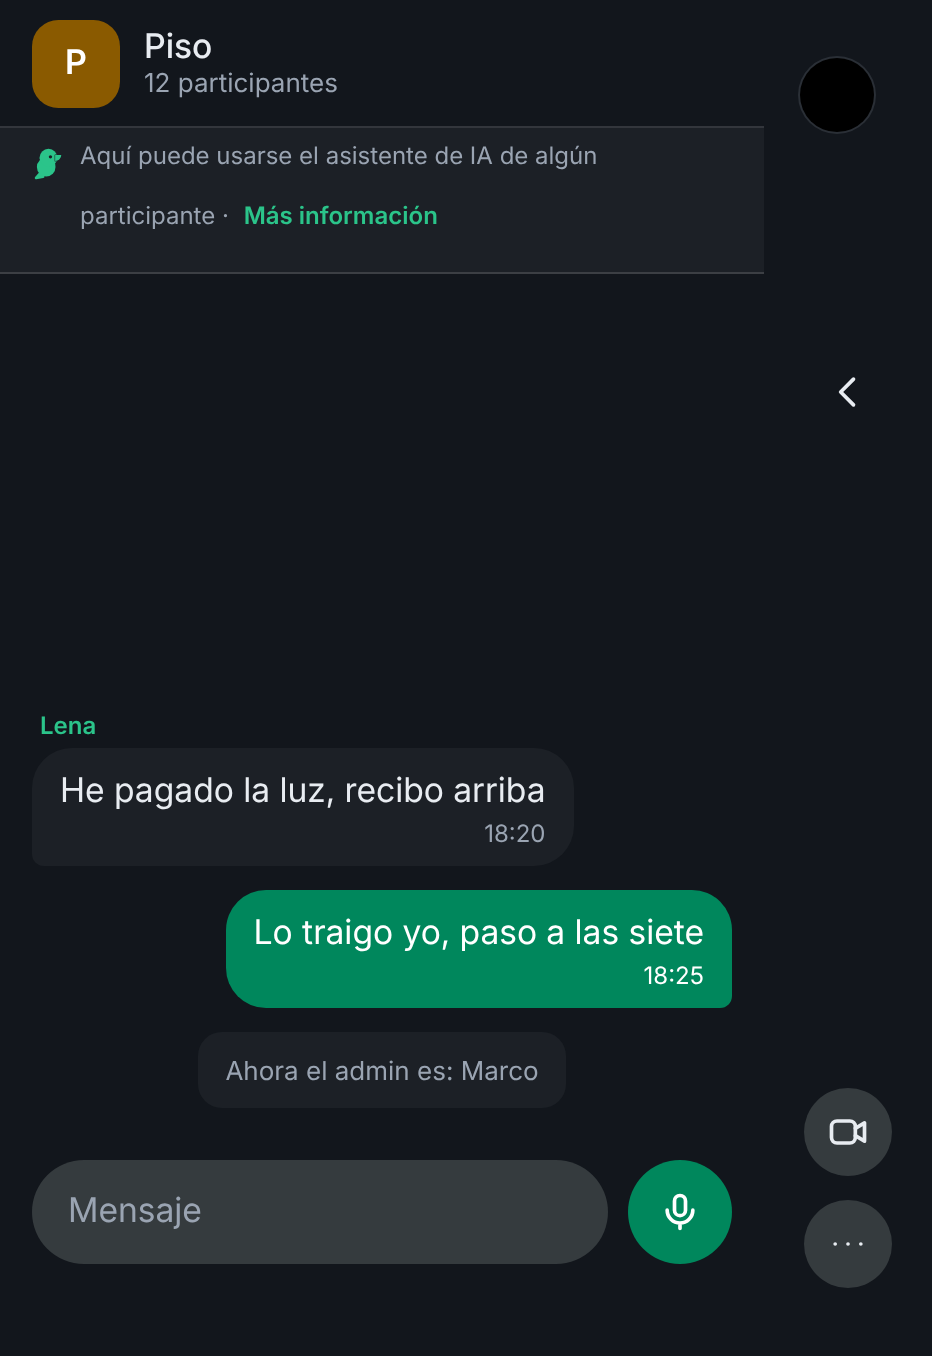 P
Piso
12 participantes
Aquí puede usarse el asistente de IA de algún
participante · Más información
Lena
He pagado la luz, recibo arriba
18:20
Lo traigo yo, paso a las siete
18:25
Ahora el admin es: Marco
Mensaje